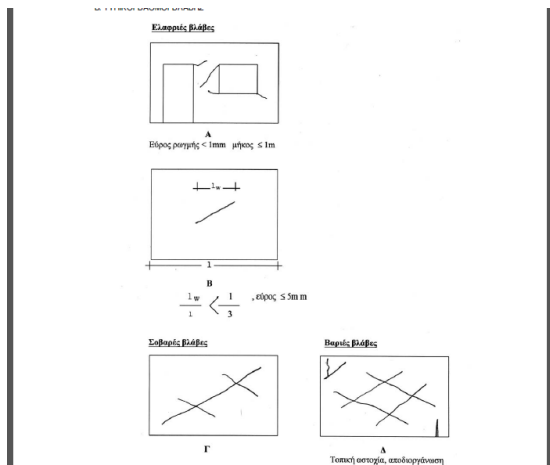 Ελαφριές βλάβες
Α
Εύρος ρωγμής < 1mm μήκος ≤ 1m
lw
l
Β
lw / l < 1 / 3 , εύρος ≤ 5m m
Σοβαρές βλάβες Βαριές βλάβες
Γ Δ
Τοπική αστοχία, αποδιοργάνωση